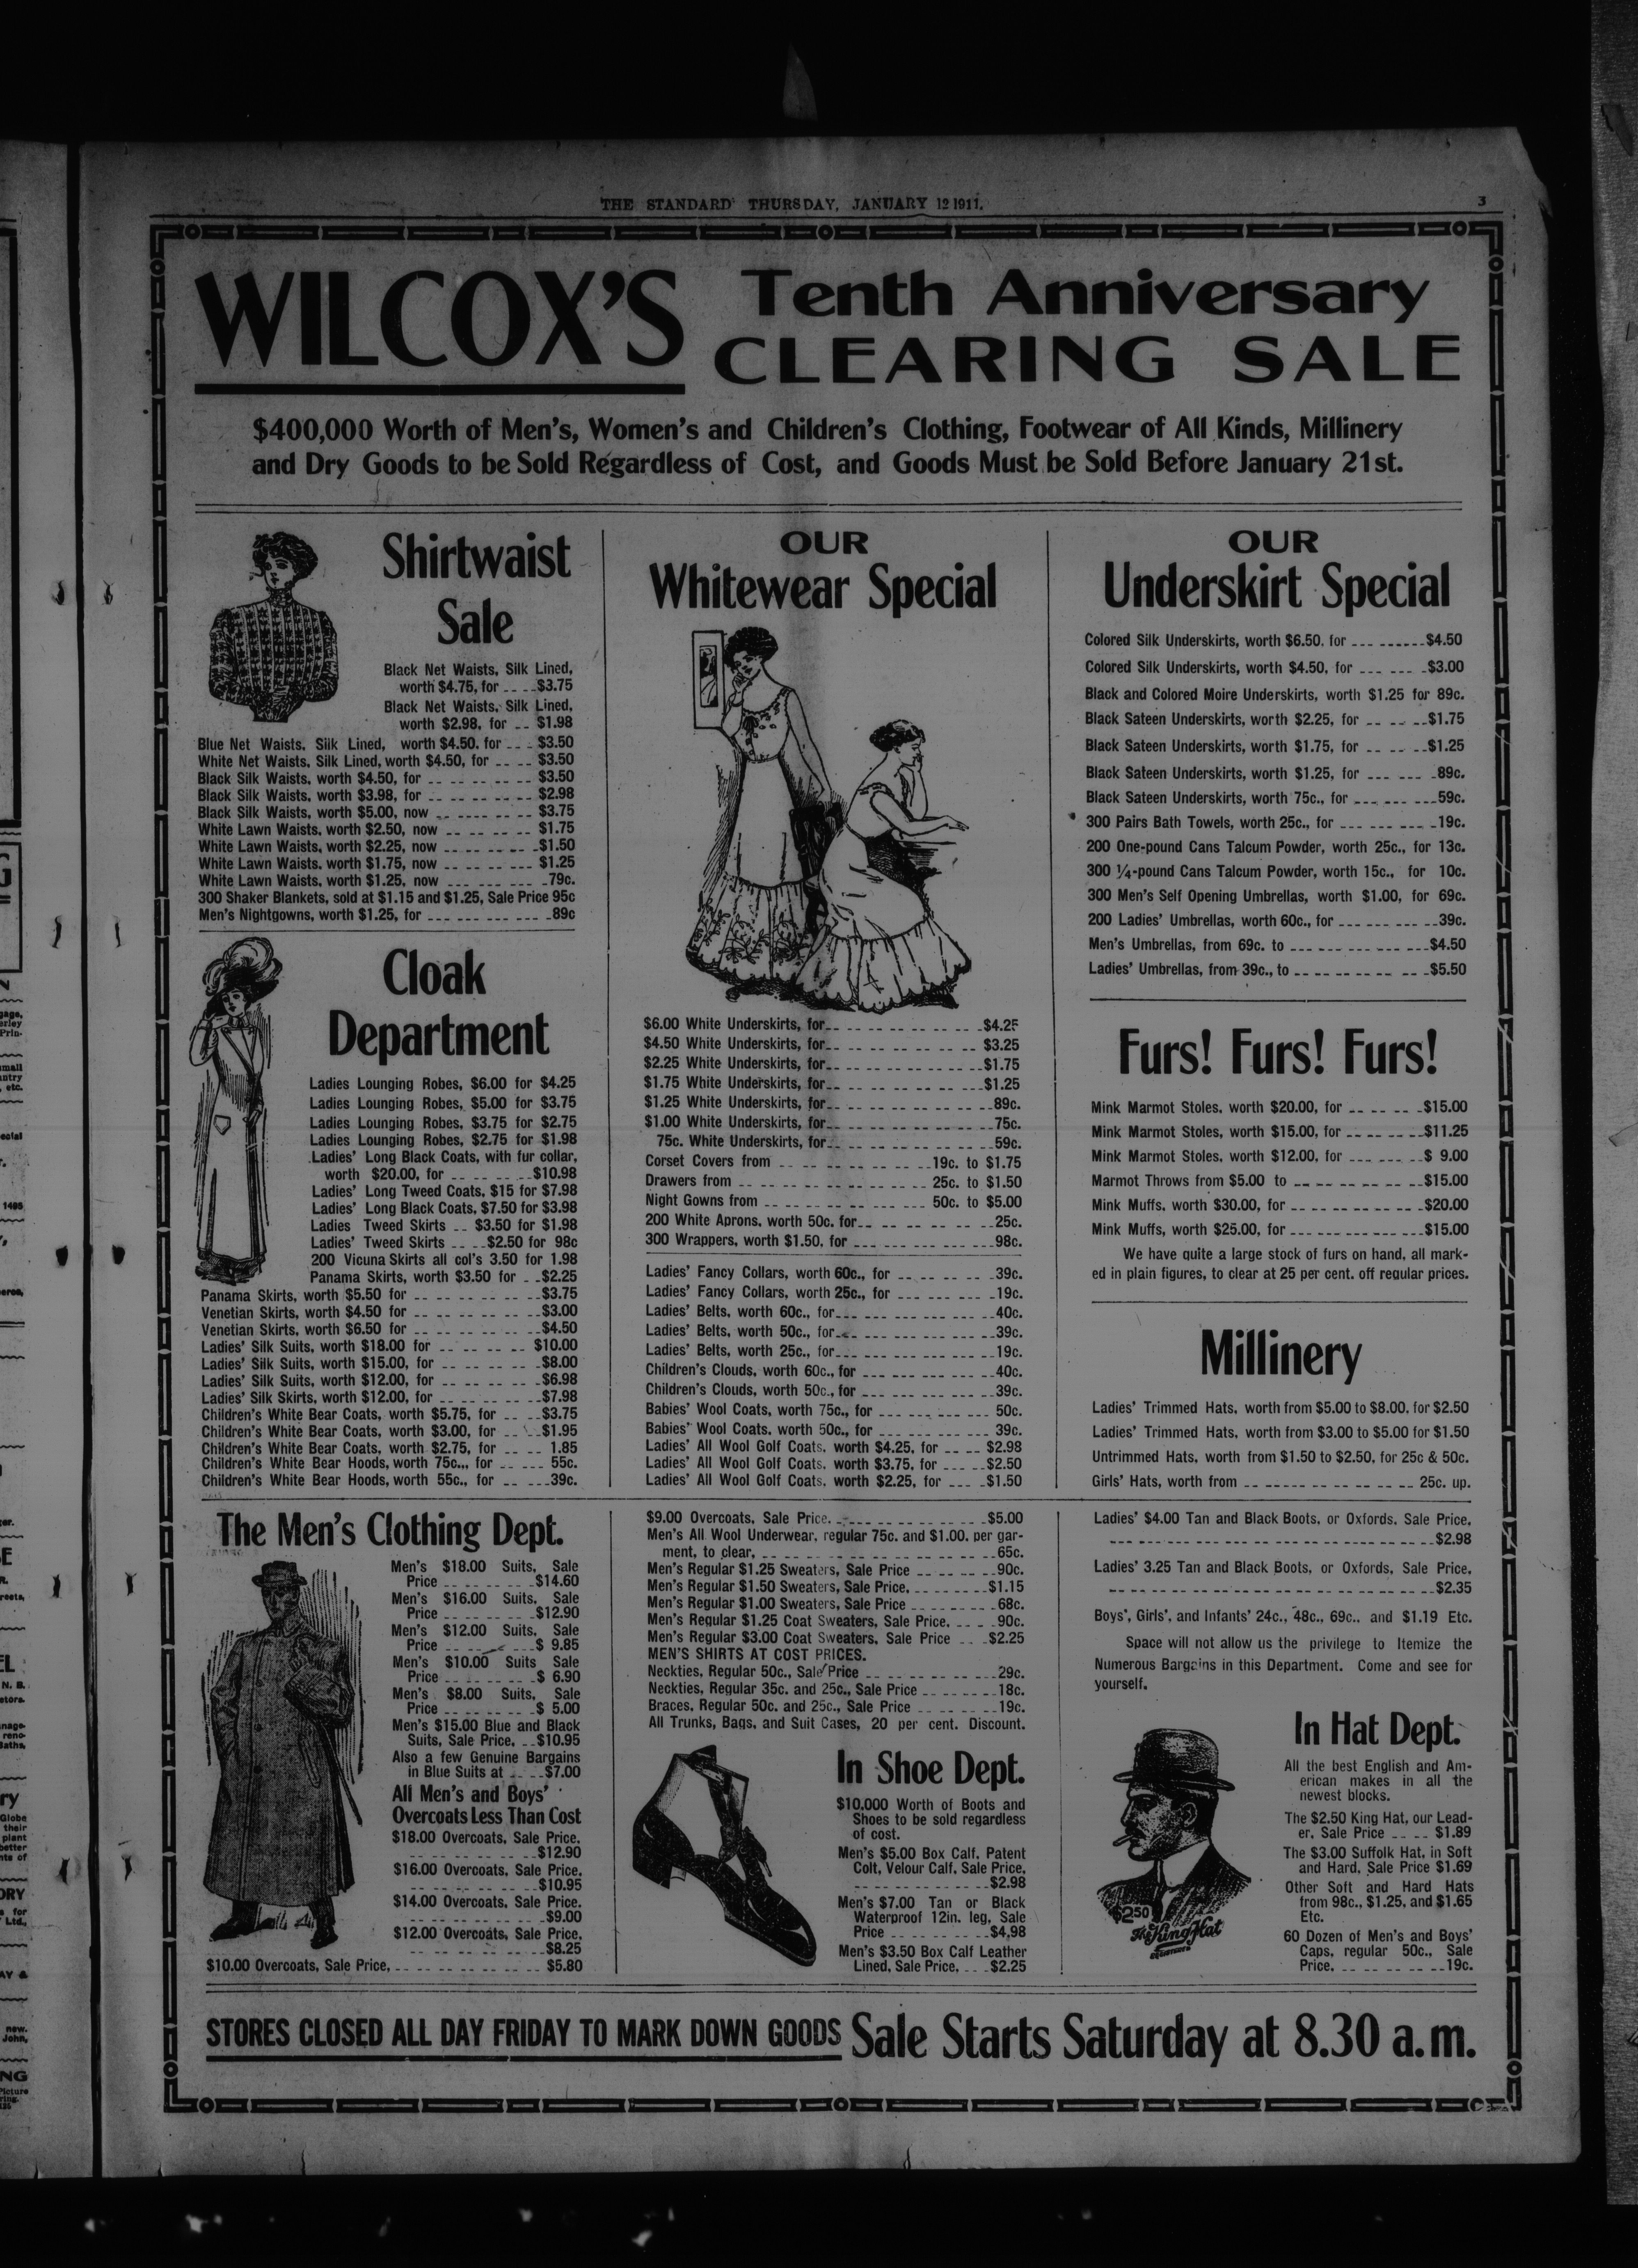 THE STANDARD THURSDAY, JANUARY 12 1911.
3
WILCOX'S
Tenth Anniversary
CLEARING SALE
$400,000 Worth of Men's, Women's and Children's Clothing, Footwear of All Kinds, Millinery
and Dry Goods to be Sold Regardless of Cost, and Goods Must be Sold Before January 21st.
Shirtwaist
Sale
Black Net Waists, Silk Lined,
worth $4.75, for $3.75
Black Net Waists, Silk Lined,
worth $2.98, for $1.98
Blue Net Waists, Silk Lined, worth $4.50, for $3.50
White Net Waists, Silk Lined, worth $4.50, for $3.50
Black Silk Waists, worth $4.50, for $3.50
Black Silk Waists, worth $3.98, for $2.98
Black Silk Waists, worth $5.00, now $3.75
White Lawn Waists, worth $2.50, now $1.75
White Lawn Waists, worth $2.25, now $1.50
White Lawn Waists, worth $1.75, now $1.25
White Lawn Waists, worth $1.25, now 79c.
300 Shaker Blankets, sold at $1.15 and $1.25, Sale Price 95c
Men's Nightgowns, worth $1.25, for 89c
Cloak
Department
Ladies Lounging Robes, $6.00 for $4.25
Ladies Lounging Robes, $5.00 for $3.75
Ladies Lounging Robes, $3.75 for $2.75
Ladies Lounging Robes, $2.75 for $1.98
Ladies' Long Black Coats, with fur collar,
worth $20.00, for $10.98
Ladies' Long Tweed Coats, $15 for $7.98
Ladies' Long Black Coats, $7.50 for $3.98
Ladies Tweed Skirts $3.50 for $1.98
Ladies' Tweed Skirts $2.50 for 98c
200 Vicuna Skirts all col's 3.50 for 1.98
Panama Skirts, worth $3.50 for $2.25
Panama Skirts, worth $5.50 for $3.75
Venetian Skirts, worth $4.50 for $3.00
Venetian Skirts, worth $6.50 for $4.50
Ladies' Silk Suits, worth $18.00 for $10.00
Ladies' Silk Suits, worth $15.00, for $8.00
Ladies' Silk Suits, worth $12.00, for $6.98
Ladies' Silk Skirts, worth $12.00, for $7.98
Children's White Bear Coats, worth $5.75, for $3.75
Children's White Bear Coats, worth $3.00, for $1.95
Children's White Bear Coats, worth $2.75, for 1.85
Children's White Bear Hoods, worth 75c., for 55c.
Children's White Bear Hoods, worth 55c., for 39c.
OUR
Whitewear Special
$6.00 White Underskirts, for $4.25
$4.50 White Underskirts, for $3.25
$2.25 White Underskirts, for $1.75
$1.75 White Underskirts, for $1.25
$1.25 White Underskirts, for 89c.
$1.00 White Underskirts, for 75c.
75c. White Underskirts, for 59c.
Corset Covers from 19c. to $1.75
Drawers from 25c. to $1.50
Night Gowns from 50c. to $5.00
200 White Aprons, worth 50c. for 25c.
300 Wrappers, worth $1.50, for 98c.
Ladies' Fancy Collars, worth 60c., for 39c.
Ladies' Fancy Collars, worth 25c., for 19c.
Ladies' Belts, worth 60c., for 40c.
Ladies' Belts, worth 50c., for 39c.
Ladies' Belts, worth 25c., for 19c.
Children's Clouds, worth 60c., for 40c.
Children's Clouds, worth 50c., for 39c.
Babies' Wool Coats, worth 75c., for 50c.
Babies' Wool Coats, worth 50c., for 39c.
Ladies' All Wool Golf Coats, worth $4.25, for $2.98
Ladies' All Wool Golf Coats, worth $3.75, for $2.50
Ladies' All Wool Golf Coats, worth $2.25, for $1.50
OUR
Underskirt Special
Colored Silk Underskirts, worth $6.50, for $4.50
Colored Silk Underskirts, worth $4.50, for $3.00
Black and Colored Moire Underskirts, worth $1.25 for 89c.
Black Sateen Underskirts, worth $2.25, for $1.75
Black Sateen Underskirts, worth $1.75, for $1.25
Black Sateen Underskirts, worth $1.25, for 89c.
Black Sateen Underskirts, worth 75c., for 59c.
300 Pairs Bath Towels, worth 25c., for 19c.
200 One-pound Cans Talcum Powder, worth 25c., for 13c.
300 ¼-pound Cans Talcum Powder, worth 15c., for 10c.
300 Men's Self Opening Umbrellas, worth $1.00, for 69c.
200 Ladies' Umbrellas, worth 60c., for 39c.
Men's Umbrellas, from 69c. to $4.50
Ladies' Umbrellas, from 39c., to $5.50
Furs! Furs! Furs!
Mink Marmot Stoles, worth $20.00, for $15.00
Mink Marmot Stoles, worth $15.00, for $11.25
Mink Marmot Stoles, worth $12.00, for $ 9.00
Marmot Throws from $5.00 to $15.00
Mink Muffs, worth $30.00, for $20.00
Mink Muffs, worth $25.00, for $15.00
We have quite a large stock of furs on hand, all mark-
ed in plain figures, to clear at 25 per cent. off regular prices.
Millinery
Ladies' Trimmed Hats, worth from $5.00 to $8.00, for $2.50
Ladies' Trimmed Hats, worth from $3.00 to $5.00 for $1.50
Untrimmed Hats, worth from $1.50 to $2.50, for 25c & 50c.
Girls' Hats, worth from 25c. up.
The Men's Clothing Dept.
Men's $18.00 Suits, Sale
Price $14.60
Men's $16.00 Suits, Sale
Price $12.90
Men's $12.00 Suits, Sale
Price $ 9.85
Men's $10.00 Suits Sale
Price $ 6.90
Men's $8.00 Suits, Sale
Price $ 5.00
Men's $15.00 Blue and Black
Suits, Sale Price, $10.95
Also a few Genuine Bargains
in Blue Suits at $7.00
All Men's and Boys'
Overcoats Less Than Cost
$18.00 Overcoats, Sale Price,
$12.90
$16.00 Overcoats, Sale Price,
$10.95
$14.00 Overcoats, Sale Price,
$9.00
$12.00 Overcoats, Sale Price,
$8.25
$10.00 Overcoats, Sale Price, $5.80
$9.00 Overcoats, Sale Price, $5.00
Men's All Wool Underwear, regular 75c. and $1.00, per gar-
ment, to clear, 65c.
Men's Regular $1.25 Sweaters, Sale Price 90c.
Men's Regular $1.50 Sweaters, Sale Price, $1.15
Men's Regular $1.00 Sweaters, Sale Price 68c.
Men's Regular $1.25 Coat Sweaters, Sale Price, 90c.
Men's Regular $3.00 Coat Sweaters, Sale Price $2.25
MEN'S SHIRTS AT COST PRICES.
Neckties, Regular 50c., Sale Price 29c.
Neckties, Regular 35c. and 25c., Sale Price 18c.
Braces, Regular 50c. and 25c., Sale Price 19c.
All Trunks, Bags, and Suit Cases, 20 per cent. Discount.
In Shoe Dept.
$10,000 Worth of Boots and
Shoes to be sold regardless
of cost.
Men's $5.00 Box Calf, Patent
Colt, Velour Calf, Sale Price,
$2.98
Men's $7.00 Tan or Black
Waterproof 12in. leg, Sale
Price $4,98
Men's $3.50 Box Calf Leather
Lined, Sale Price, $2.25
Ladies' $4.00 Tan and Black Boots, or Oxfords, Sale Price,
$2.98
Ladies' 3.25 Tan and Black Boots, or Oxfords, Sale Price,
$2.35
Boys', Girls', and Infants' 24c., 48c., 69c., and $1.19 Etc.
Space will not allow us the privilege to Itemize the
Numerous Bargains in this Department. Come and see for
yourself.
In Hat Dept.
All the best English and Am-
erican makes in all the
newest blocks.
The $2.50 King Hat, our Lead-
er, Sale Price $1.89
The $3.00 Suffolk Hat, in Soft
and Hard, Sale Price $1.69
Other Soft and Hard Hats
from 98c., $1.25, and $1.65
Etc.
60 Dozen of Men's and Boys'
Caps, regular 50c., Sale
Price, 19c.
$2.50
The King Hat
STORES CLOSED ALL DAY FRIDAY TO MARK DOWN GOODS
Sale Starts Saturday at 8.30 a.m.